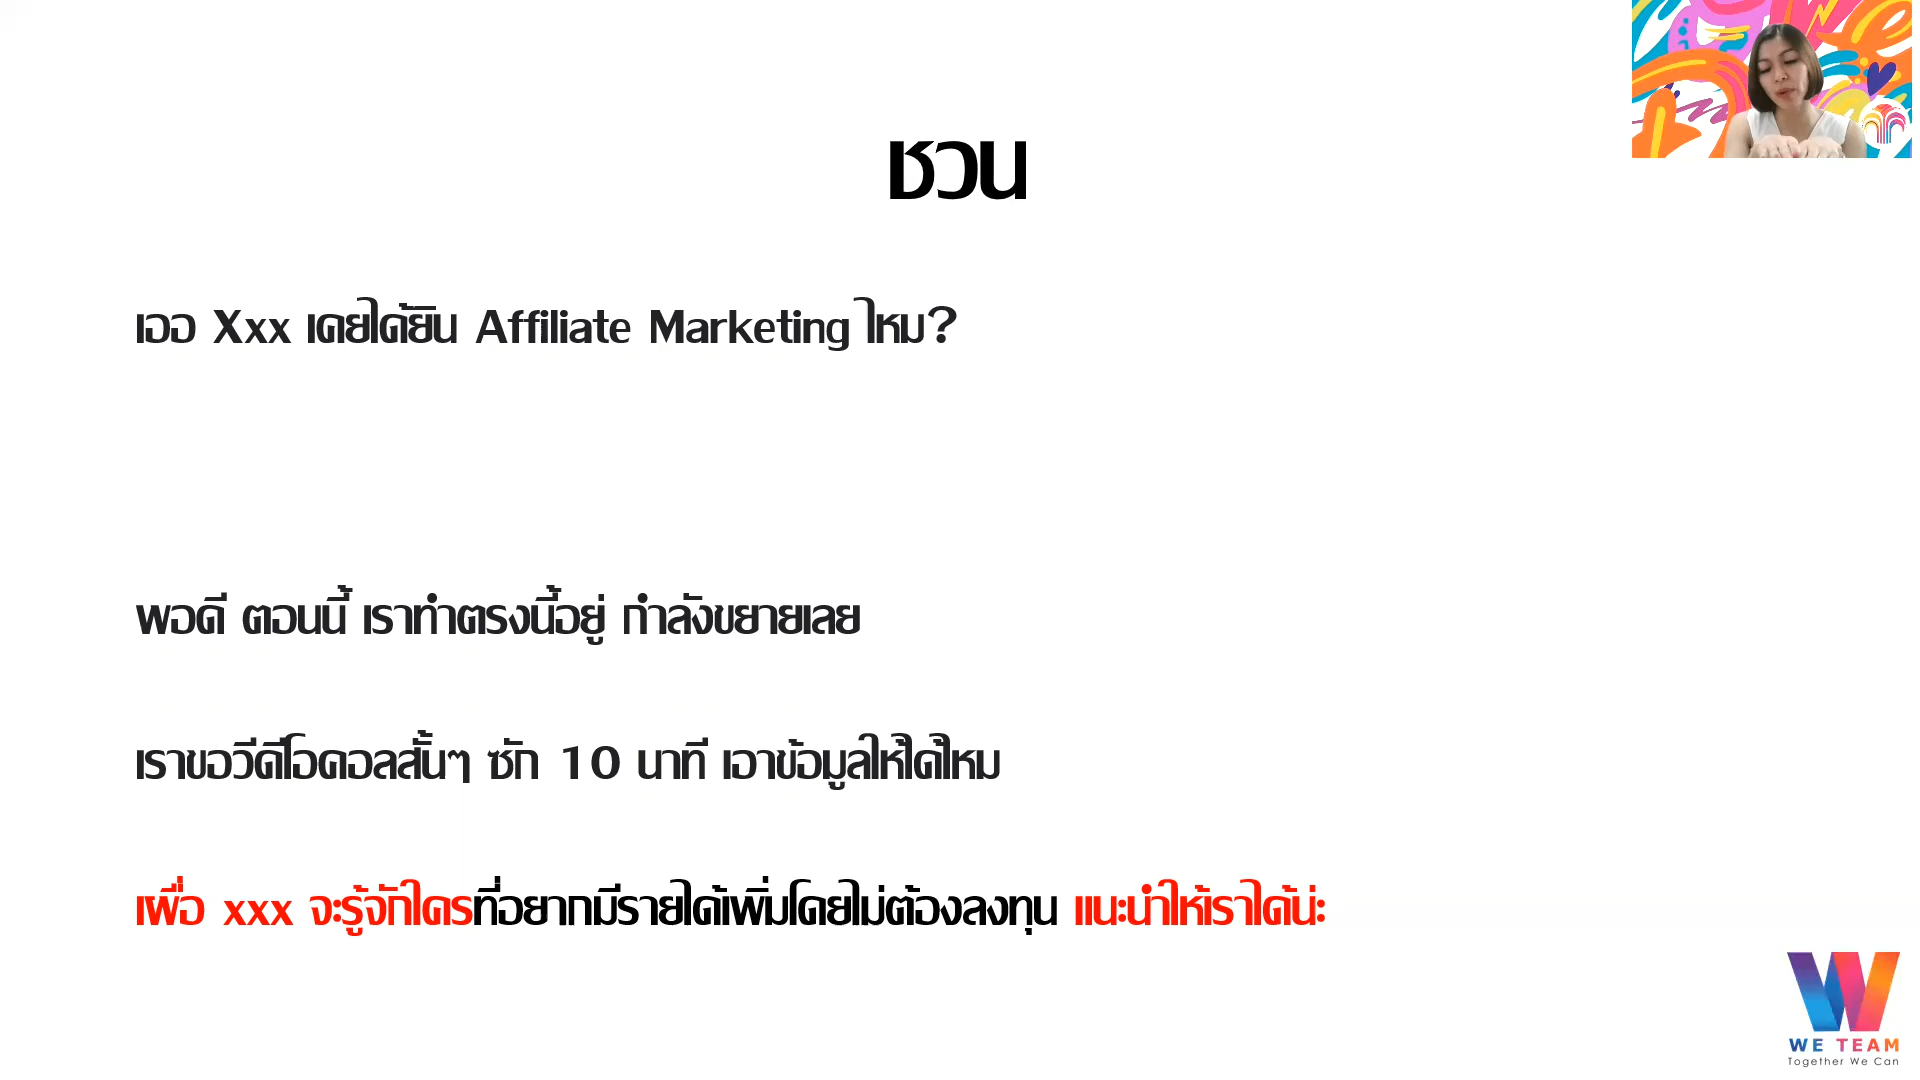 ชวน
เออ Xxx เคยได้ยิน Affiliate Marketing ไหม?
พอดี ตอนนี้ เราทำตรงนี้อยู่ กำลังขยายเลย
เราขอวีดีโอคอลสั้นๆ ซัก 10 นาที เอาข้อมูลให้ได้ไหม
เผื่อ xxx จะรู้จักใครที่อยากมีรายได้เพิ่มโดยไม่ต้องลงทุน แนะนำให้เราได้น่ะ
WE TEAM
Together We Can